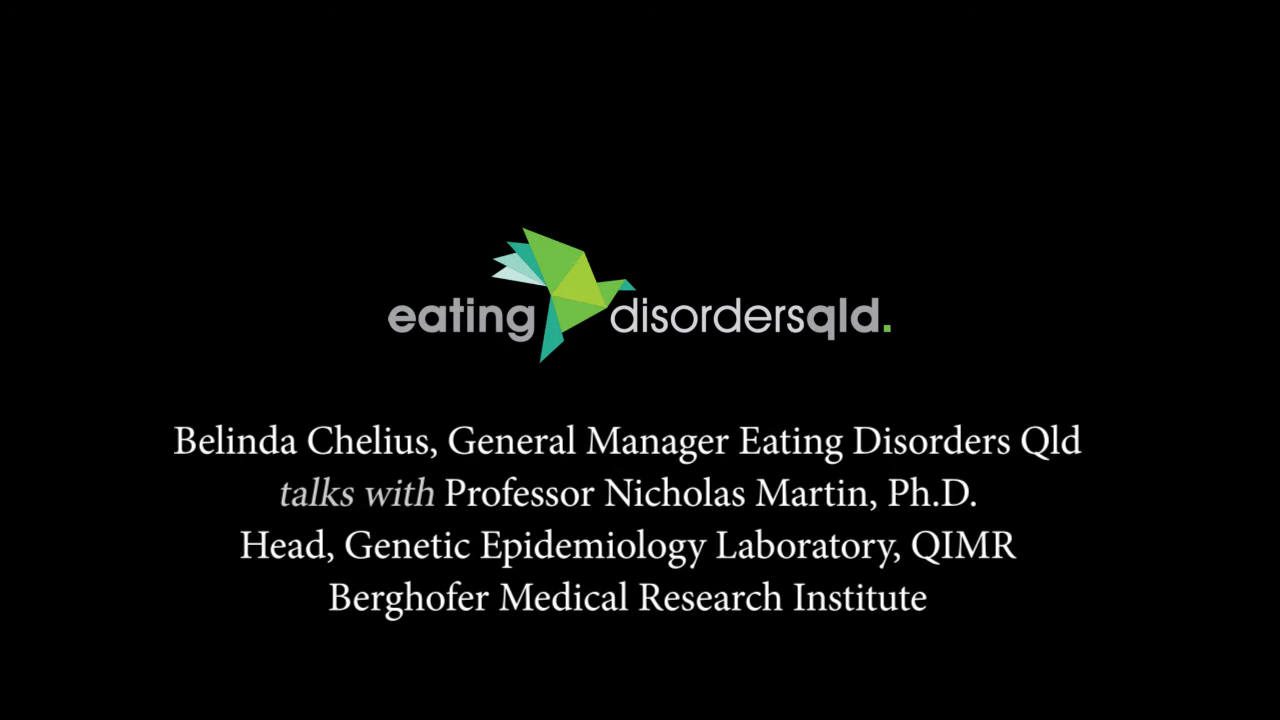 eating disordersqld.
Belinda Chelius, General Manager Eating Disorders Qld
talks with Professor Nicholas Martin, Ph.D.
Head, Genetic Epidemiology Laboratory, QIMR
Berghofer Medical Research Institute